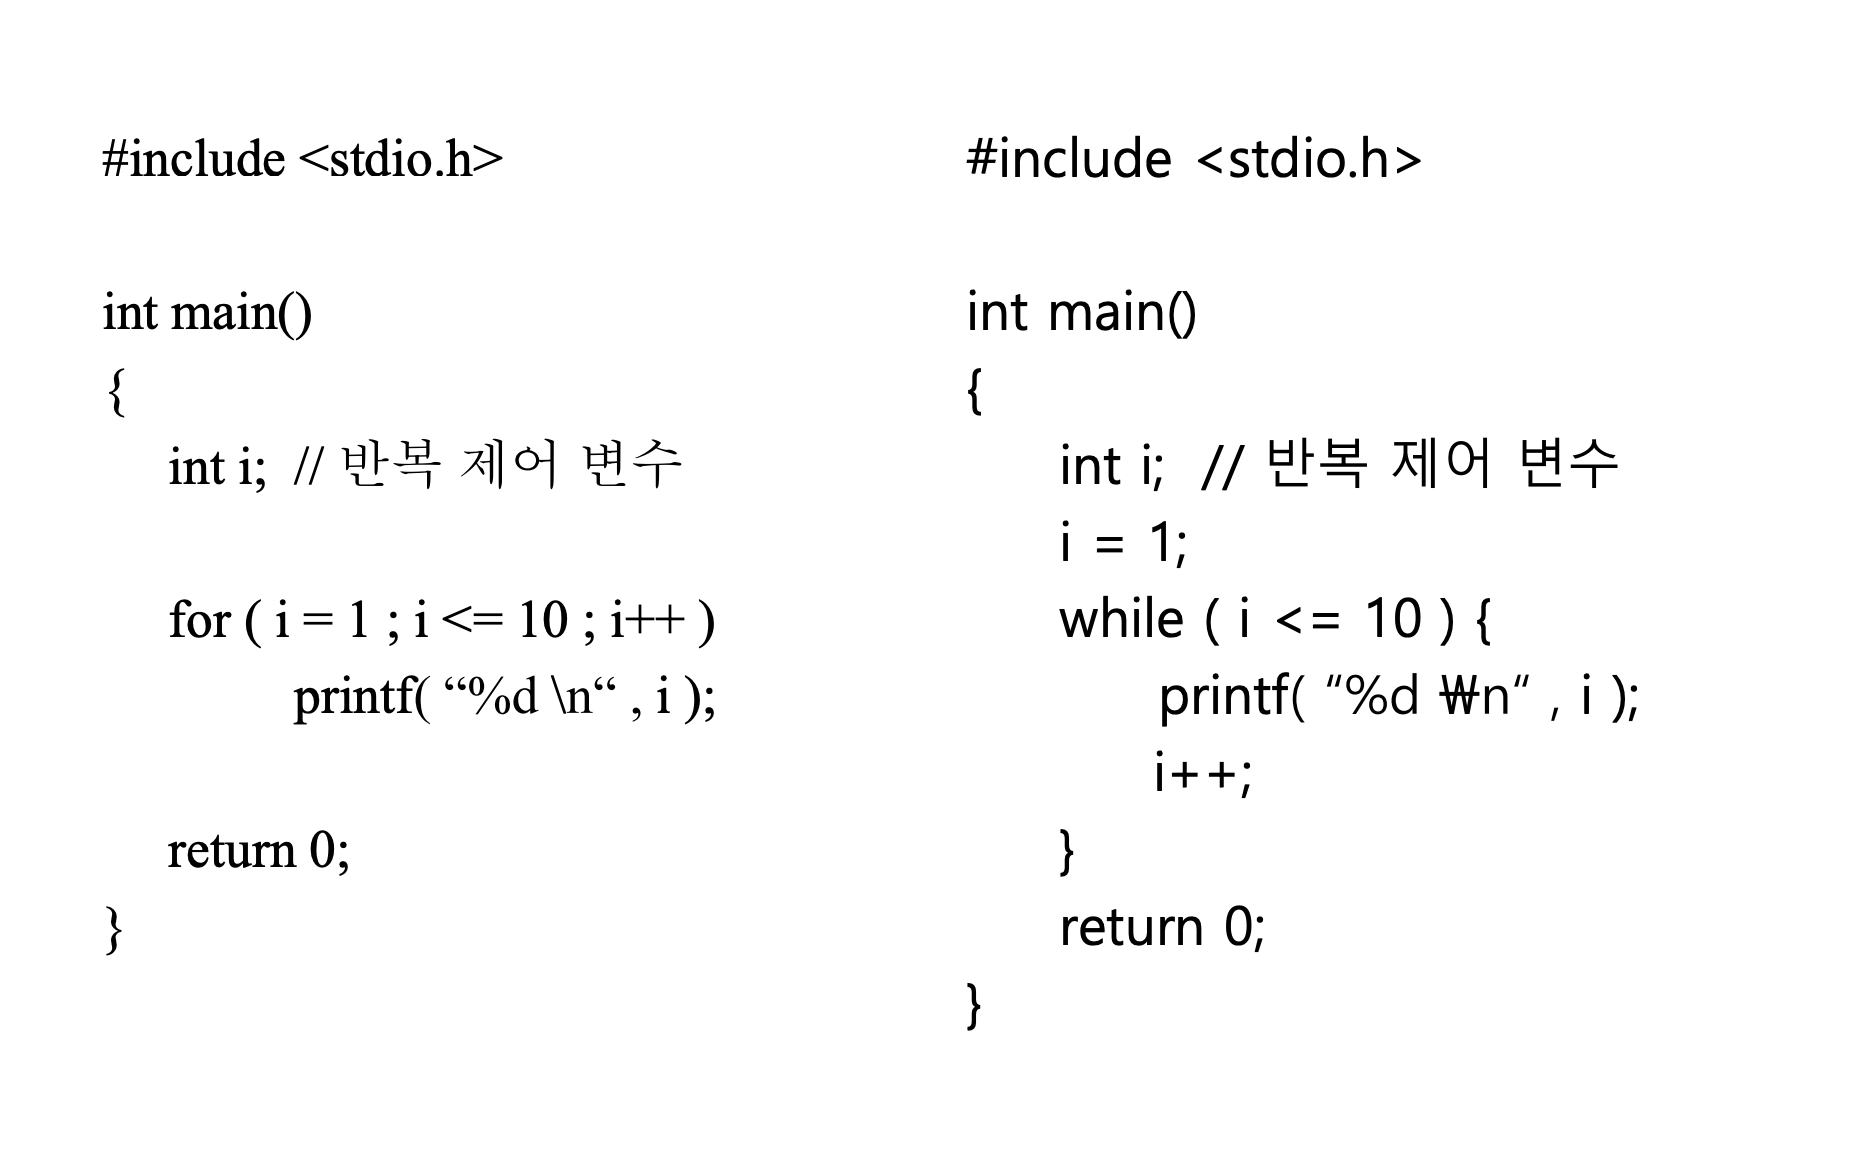 #include <stdio.h>
int main()
{
int i;  // 반복 제어 변수
for ( i = 1 ; i <= 10 ; i++ )
printf( “%d \n“ , i );
return 0;
}
#include <stdio.h>
int main()
{
int i;  // 반복 제어 변수
i = 1;
while ( i <= 10 ) {
printf( “%d ₩n“ , i );
i++;
}
return 0;
}